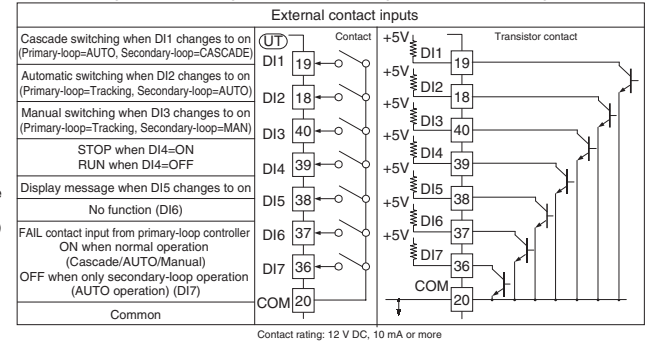 External contact inputs
Cascade switching when DI1 changes to on
(Primary-loop=AUTO, Secondary-loop=CASCADE)
Automatic switching when DI2 changes to on
(Primary-loop=Tracking, Secondary-loop=AUTO)
Manual switching when DI3 changes to on
(Primary-loop=Tracking, Secondary-loop=MAN)
STOP when DI4=ON
RUN when DI4=OFF
Display message when DI5 changes to on
No function (DI6)
FAIL contact input from primary-loop controller
ON when normal operation
(Cascade/AUTO/Manual)
OFF when only secondary-loop operation
(AUTO operation) (DI7)
Common
UT Contact
DI1 19
DI2 18
DI3 40
DI4 39
DI5 38
DI6 37
DI7 36
COM 20
Transistor contact
+5V DI1 19
+5V DI2 18
+5V DI3 40
+5V DI4 39
+5V DI5 38
+5V DI6 37
+5V DI7 36
COM 20
Contact rating: 12 V DC, 10 mA or more